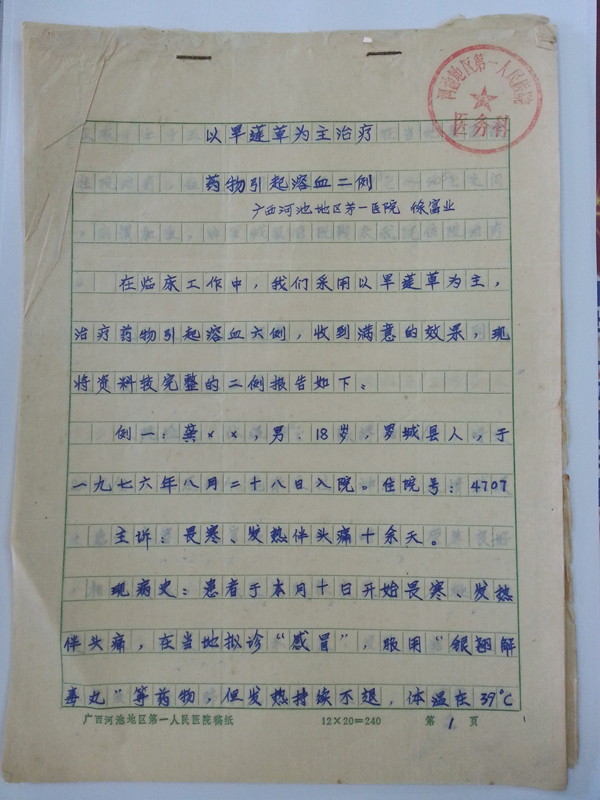 河池地区第一人民医院
医务科
以旱莲草为主治疗
药物引起溶血二例
广西河池地区第一医院 徐富业
在临床工作中，我们采用以旱莲草为主，
治疗药物引起溶血六例，收到满意的效果，现
将资料较完整的二例报告如下。
例一：龚××，男．18岁，罗城县人，于
一九七六年八月二十八日入院。住院号：4707
主诉：畏寒、发热伴头痛十余天。
现病史：患者于本月十日开始畏寒、发热
伴头痛，在当地拟诊“感冒”，服用“银翘解
毒丸”等药物，但发热持续不退，体温在39°C
广西河池地区第一人民医院稿纸 12×20=240 第 1 页